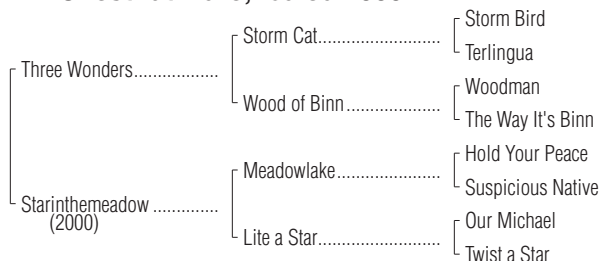 Storm Bird
Storm Cat
Terlingua
Three Wonders
Woodman
Wood of Binn
The Way It's Binn
Hold Your Peace
Meadowlake
Suspicious Native
Starinthemeadow
(2000)
Our Michael
Lite a Star
Twist a Star